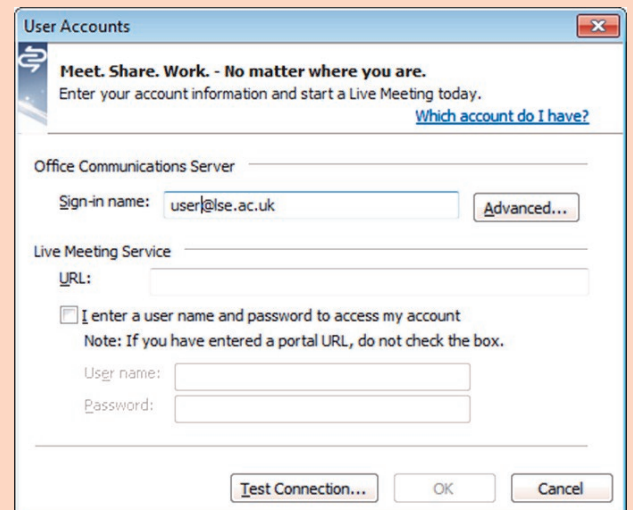 User Accounts
Meet. Share. Work. - No matter where you are.
Enter your account information and start a Live Meeting today.
Which account do I have?
Office Communications Server
Sign-in name: user@lse.ac.uk Advanced...
Live Meeting Service
URL:
I enter a user name and password to access my account
Note: If you have entered a portal URL, do not check the box.
User name:
Password:
Test Connection... OK Cancel